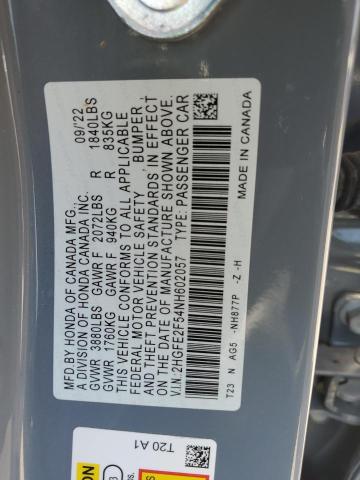 MFD.BY HONDA OF CANADA MFG. 09/'22
A DIVISION OF HONDA CANADA INC.
GVWR 3880LBS GAWR F 2072LBS R 1840LBS
GVWR 1760KG GAWR F 940KG R 835KG
THIS VEHICLE CONFORMS TO ALL APPLICABLE
FEDERAL MOTOR VEHICLE SAFETY, BUMPER,
AND THEFT PREVENTION STANDARDS IN EFFECT
ON THE DATE OF MANUFACTURE SHOWN ABOVE.
V.I.N.:2HGFE2F54NH602057 TYPE:PASSENGER CAR
T23 N AG5 -NH877P -Z -H
MADE IN CANADA
T20 A1